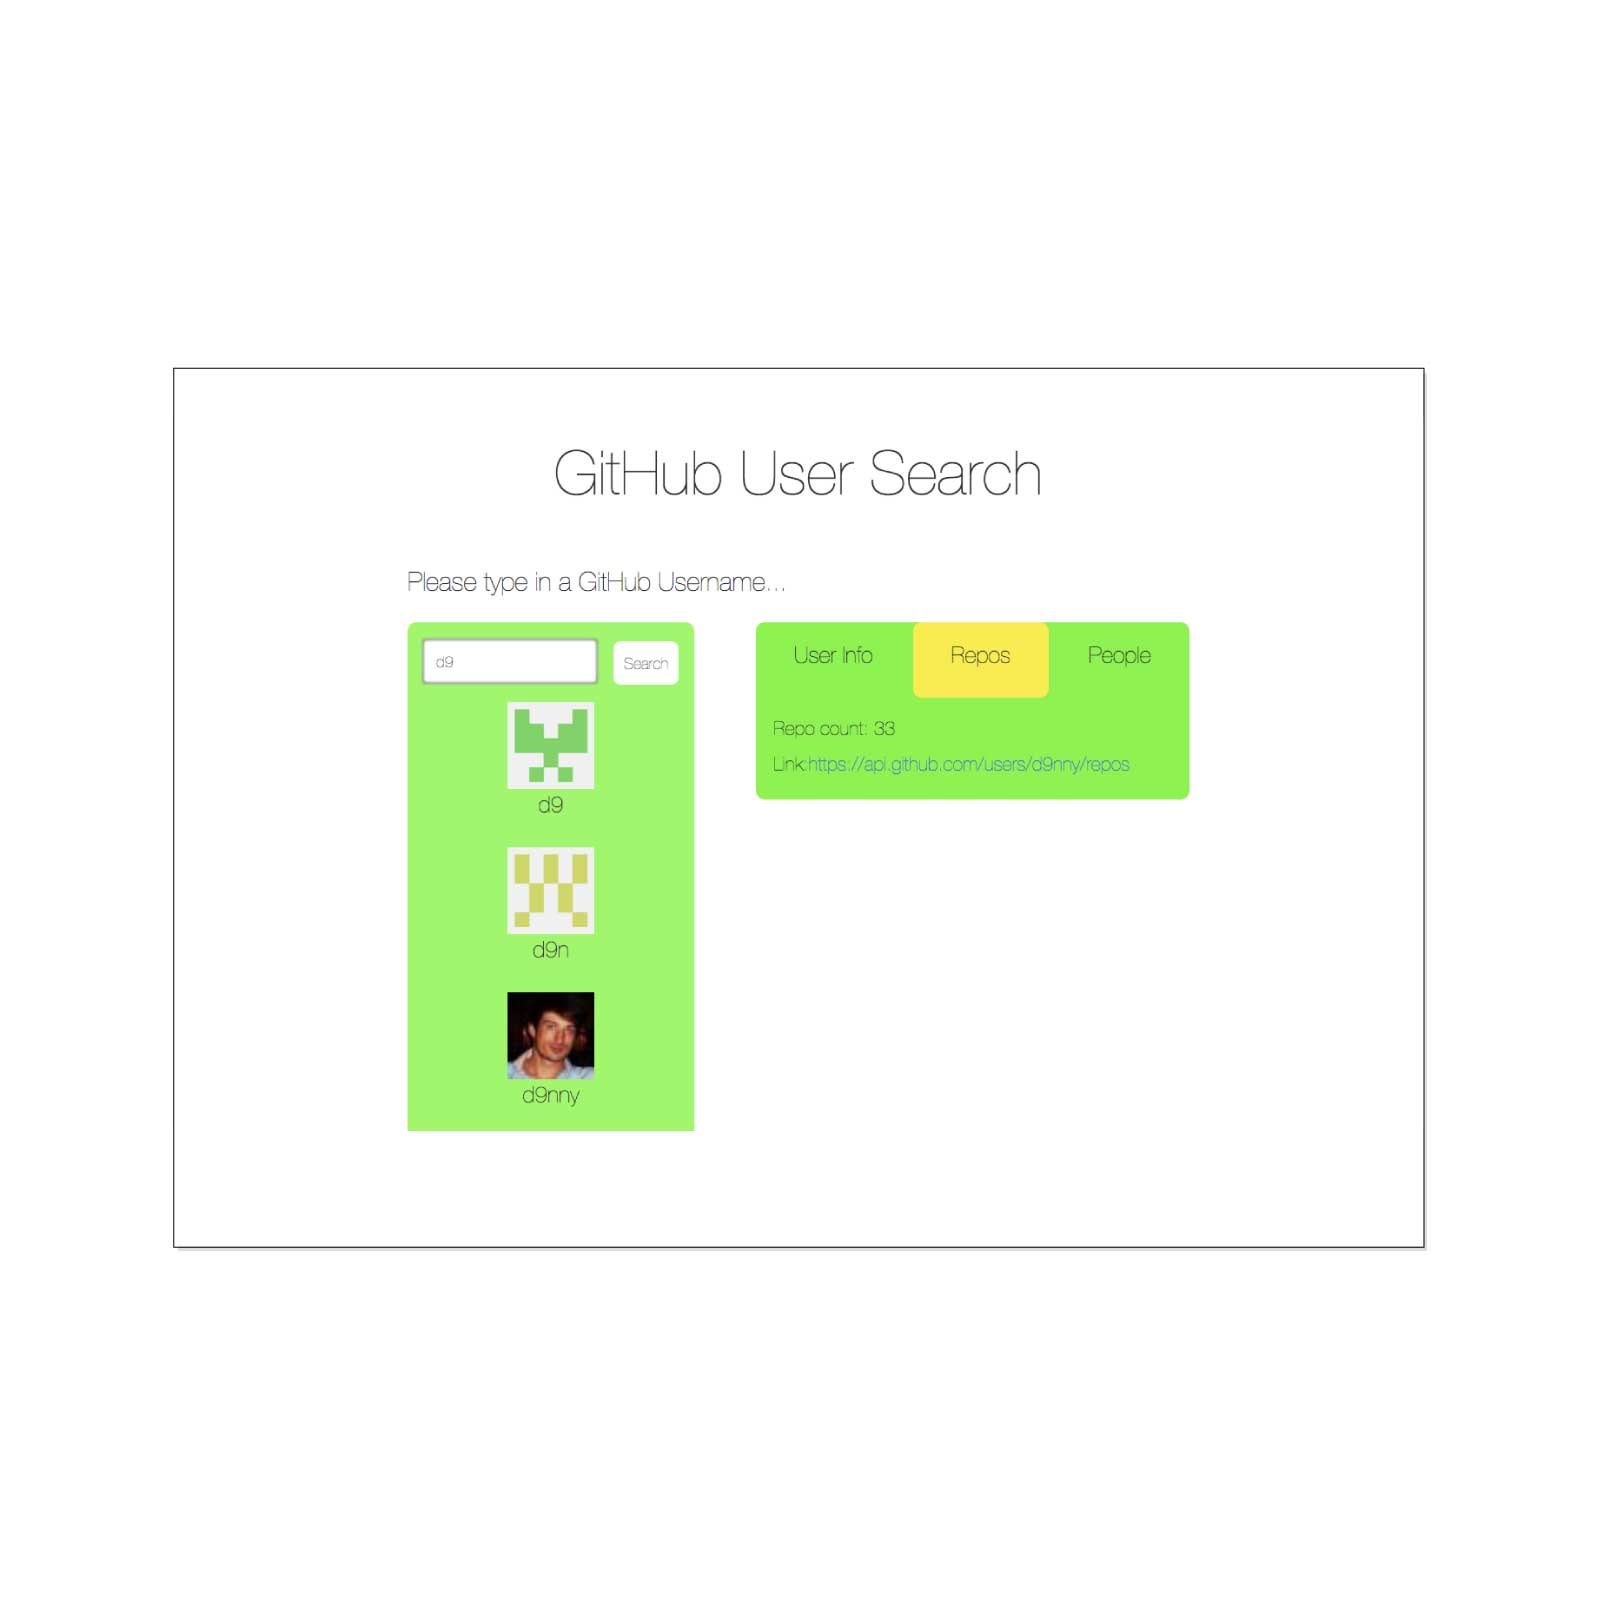 GitHub User Search
Please type in a GitHub Username...
d9
Search
d9
d9n
d9nny
User Info
Repos
People
Repo count: 33
Link:https://api.github.com/users/d9nny/repos